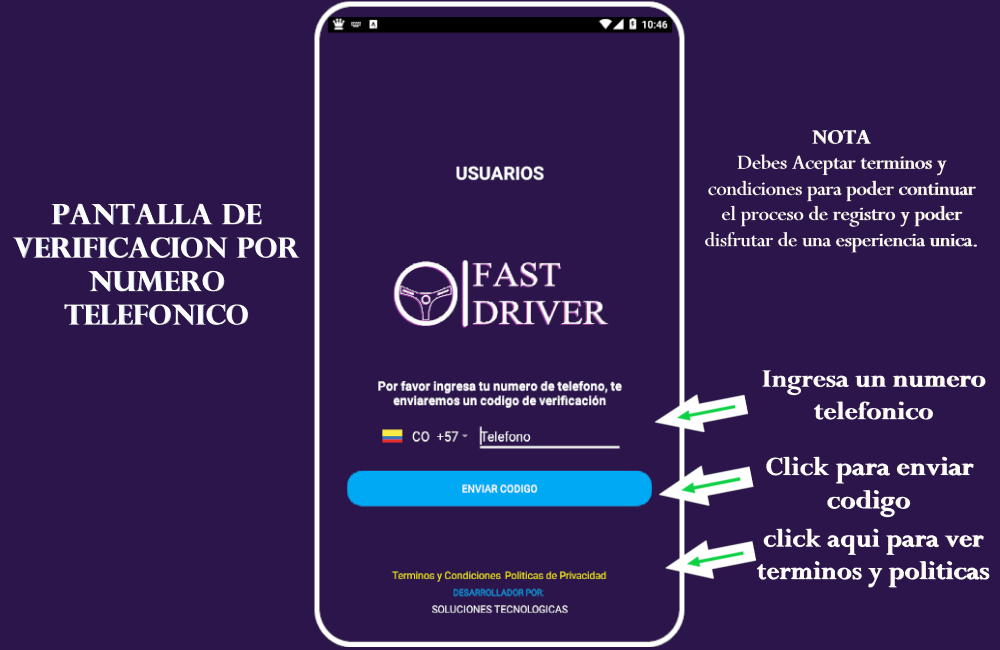 PANTALLA DE
VERIFICACION POR
NUMERO
TELEFONICO
10:46
USUARIOS
FAST
DRIVER
Por favor ingresa tu numero de telefono, te
enviaremos un codigo de verificación
CO +57 Telefono
ENVIAR CODIGO
Terminos y Condiciones Politicas de Privacidad
DESARROLLADOR POR:
SOLUCIONES TECNOLOGICAS
NOTA
Debes Aceptar terminos y
condiciones para poder continuar
el proceso de registro y poder
disfrutar de una esperiencia unica.
Ingresa un numero
telefonico
Click para enviar
codigo
click aqui para ver
terminos y politicas